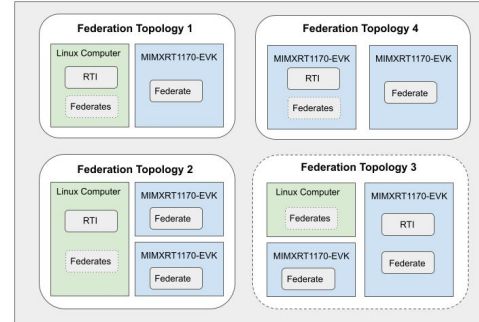 Federation Topology 1
Linux Computer
RTI
Federates
MIMXRT1170-EVK
Federate
Federation Topology 4
MIMXRT1170-EVK
RTI
Federates
MIMXRT1170-EVK
Federate
Federation Topology 2
Linux Computer
RTI
Federates
MIMXRT1170-EVK
Federate
MIMXRT1170-EVK
Federate
Federation Topology 3
Linux Computer
Federates
MIMXRT1170-EVK
Federate
MIMXRT1170-EVK
RTI
Federate